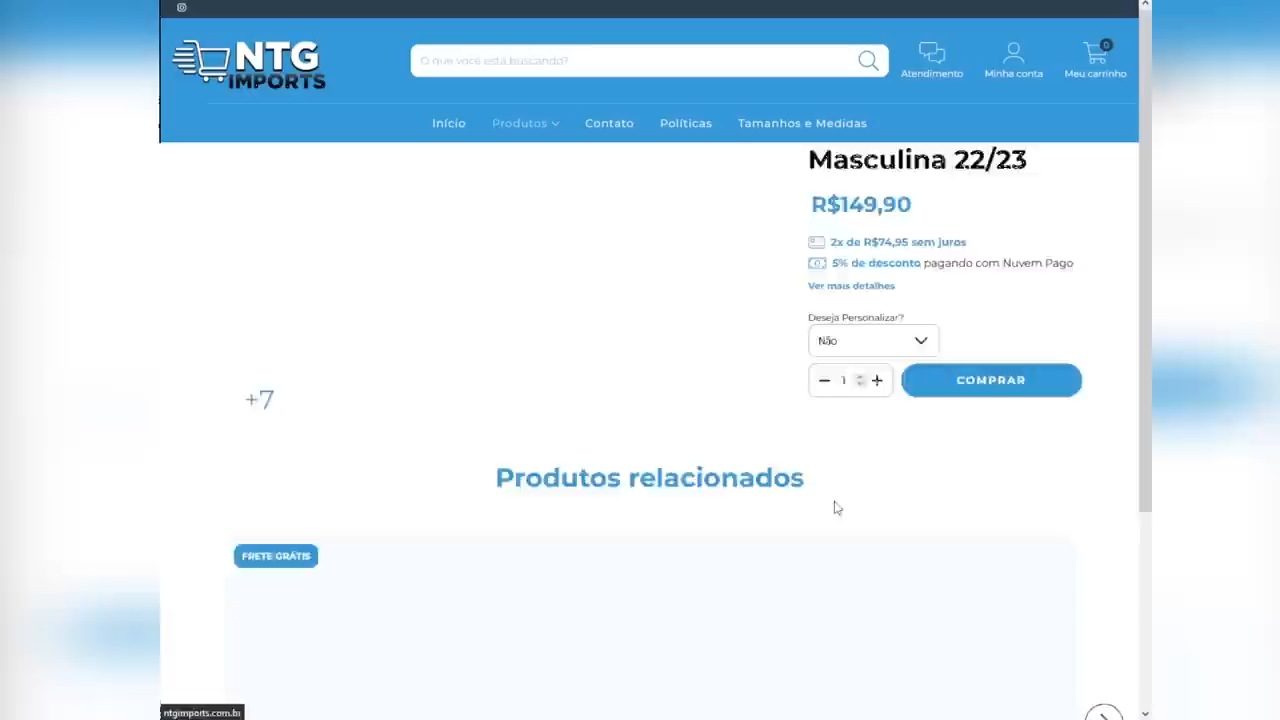 NTG
IMPORTS
O que você está buscando?
Atendimento
Minha conta
0
Meu carrinho
Início
Produtos
Contato
Políticas
Tamanhos e Medidas
Masculina 22/23
R$149,90
2x de R$74,95 sem juros
5% de desconto pagando com Nuvem Pago
Ver mais detalhes
Deseja Personalizar?
Não
1
COMPRAR
+7
Produtos relacionados
FRETE GRÁTIS
ntgimports.com.br